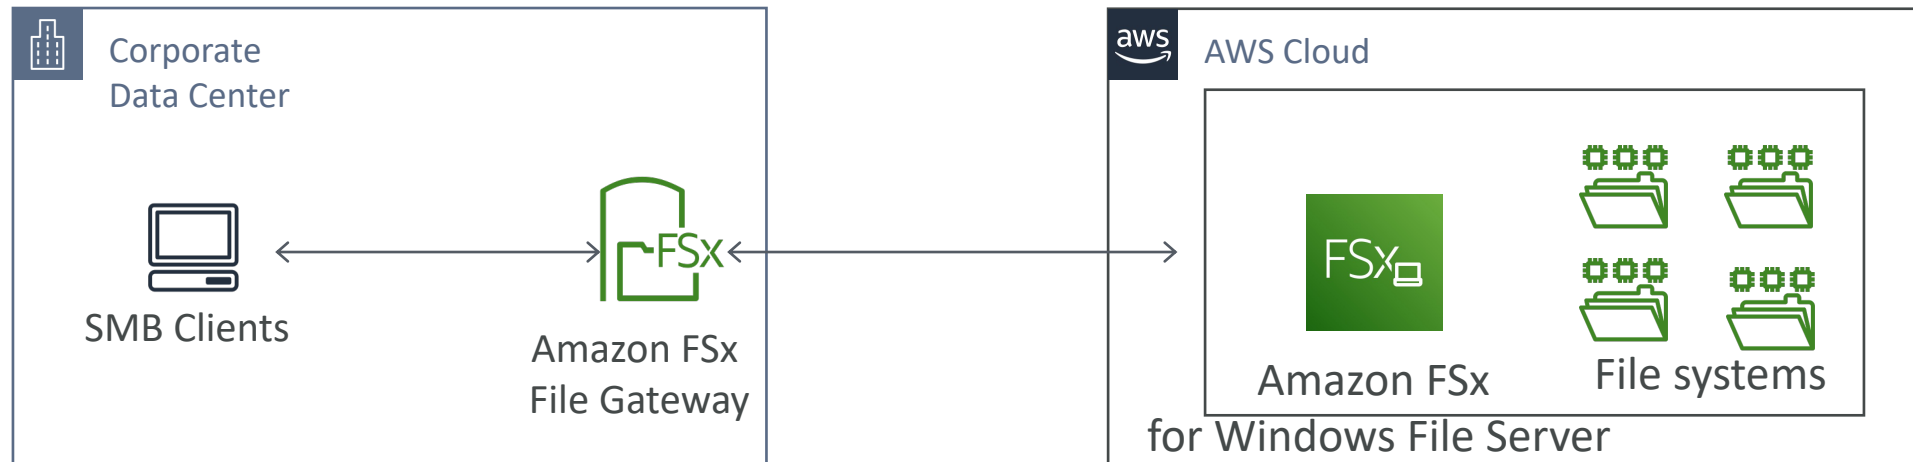 Corporate
Data Center
SMB Clients
FSx
Amazon FSx
File Gateway
aws
AWS Cloud
FSx
Amazon FSx
for Windows File Server
File systems